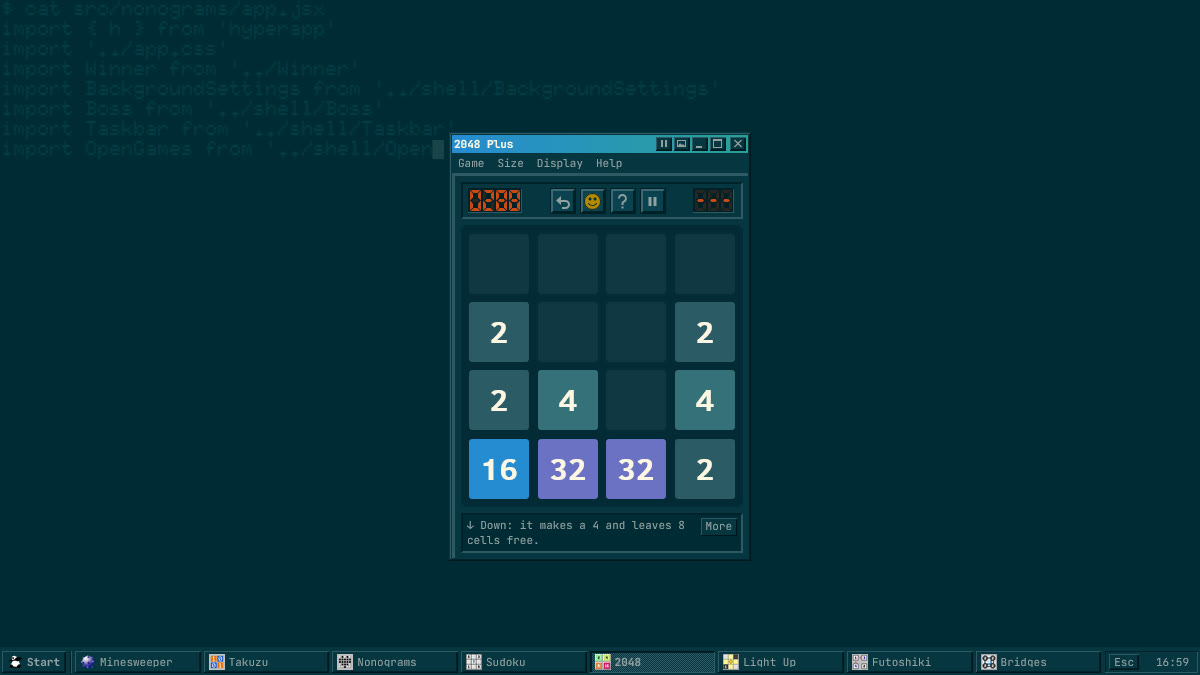 $ cat src/nonograms/app.jsx
import { h } from 'hyperapp'
import '../app.css'
import Winner from '../Winner'
import BackgroundSettings from '../shell/BackgroundSettings'
import Boss from '../shell/Boss'
import Taskbar from '../shell/Taskbar'
import OpenGames from '../shell/Open
2048 Plus
Game Size Display Help
0288 ? ---
2 2
2 4 4
16 32 32 2
↓ Down: it makes a 4 and leaves 8
cells free.
More
Start Minesweeper Takuzu Nonograms Sudoku 2048 Light Up Futoshiki Bridges Esc 16:59